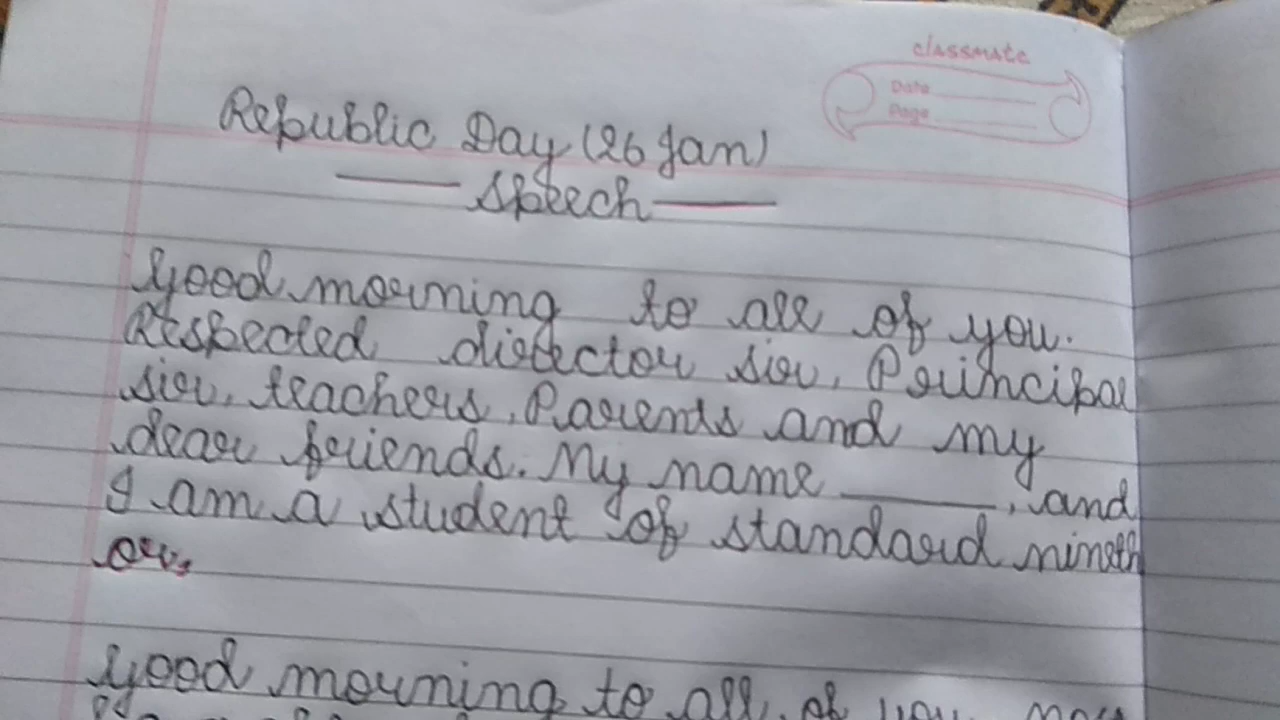 classmate
Date
Page
Republic Day (26 Jan)
Speech
Good morning to all of you.
Respected director sir, Principal
sir, teachers, Parents and my
dear friends. My name ______, and
I am a student of standard nineth
or.
Good morning to all of you